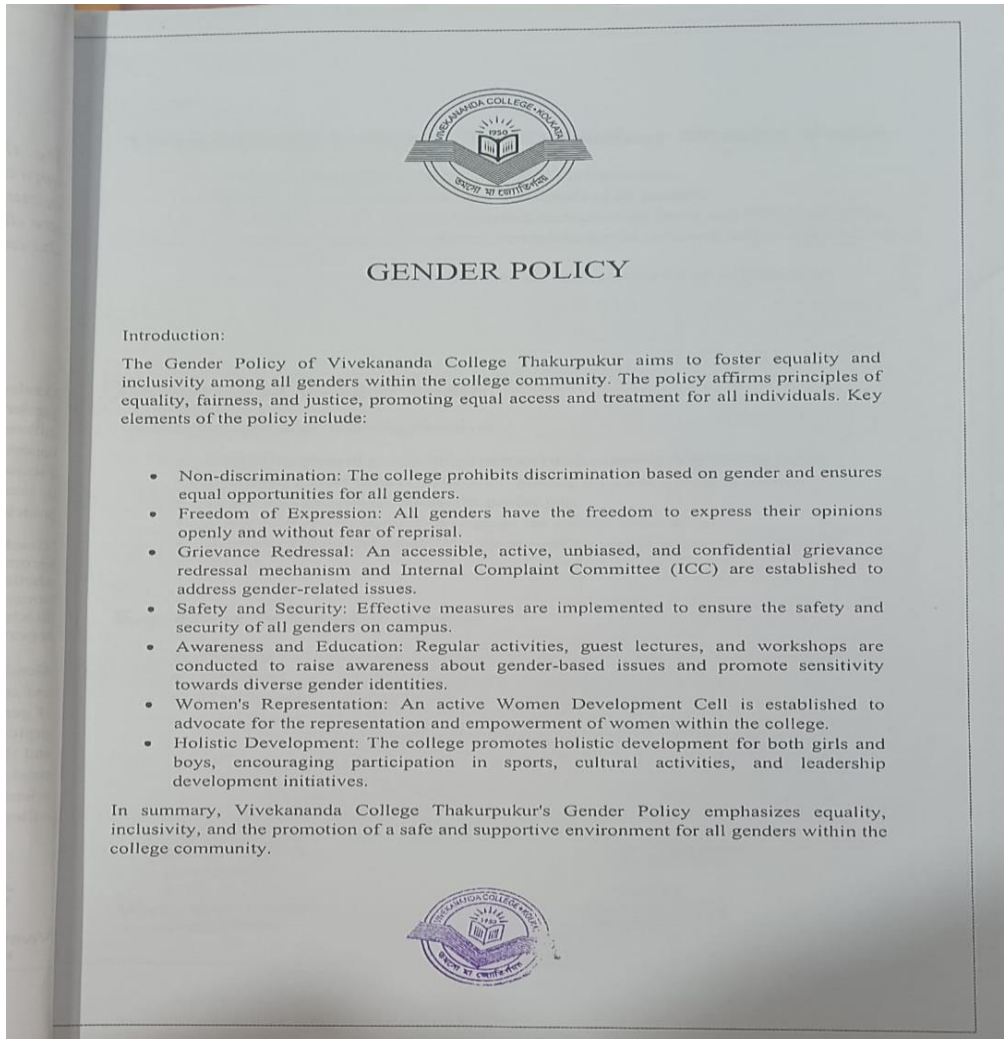 VIVEKANANDA COLLEGE • KOLKATA
1950
তমসো মা জ্যোতির্গময়
GENDER POLICY
Introduction:
The Gender Policy of Vivekananda College Thakurpukur aims to foster equality and
inclusivity among all genders within the college community. The policy affirms principles of
equality, fairness, and justice, promoting equal access and treatment for all individuals. Key
elements of the policy include:
• Non-discrimination: The college prohibits discrimination based on gender and ensures
equal opportunities for all genders.
• Freedom of Expression: All genders have the freedom to express their opinions
openly and without fear of reprisal.
• Grievance Redressal: An accessible, active, unbiased, and confidential grievance
redressal mechanism and Internal Complaint Committee (ICC) are established to
address gender-related issues.
• Safety and Security: Effective measures are implemented to ensure the safety and
security of all genders on campus.
• Awareness and Education: Regular activities, guest lectures, and workshops are
conducted to raise awareness about gender-based issues and promote sensitivity
towards diverse gender identities.
• Women's Representation: An active Women Development Cell is established to
advocate for the representation and empowerment of women within the college.
• Holistic Development: The college promotes holistic development for both girls and
boys, encouraging participation in sports, cultural activities, and leadership
development initiatives.
In summary, Vivekananda College Thakurpukur's Gender Policy emphasizes equality,
inclusivity, and the promotion of a safe and supportive environment for all genders within the
college community.
VIVEKANANDA COLLEGE
1950
তমসো মা জ্যোতির্গময়